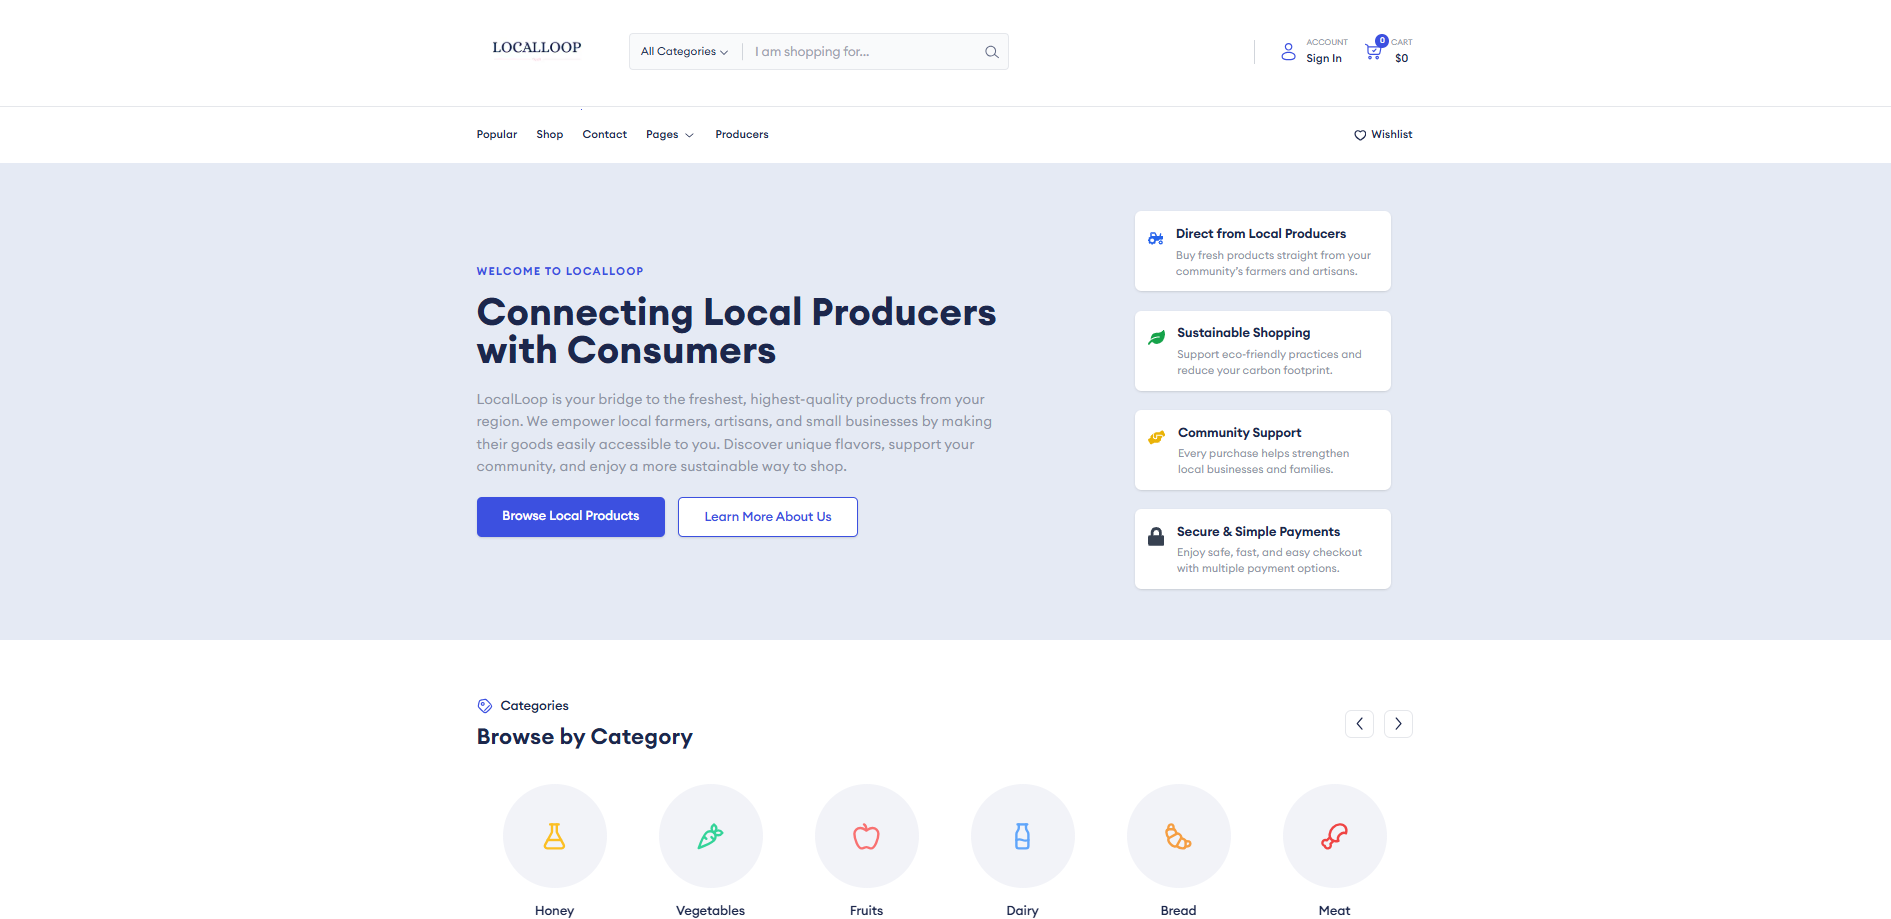 LOCALLOOP
All Categories
I am shopping for...
ACCOUNT
Sign In
0
CART
$0
Popular
Shop
Contact
Pages
Producers
Wishlist
WELCOME TO LOCALLOOP
Connecting Local Producers
with Consumers
LocalLoop is your bridge to the freshest, highest-quality products from your
region. We empower local farmers, artisans, and small businesses by making
their goods easily accessible to you. Discover unique flavors, support your
community, and enjoy a more sustainable way to shop.
Browse Local Products
Learn More About Us
Direct from Local Producers
Buy fresh products straight from your
community’s farmers and artisans.
Sustainable Shopping
Support eco-friendly practices and
reduce your carbon footprint.
Community Support
Every purchase helps strengthen
local businesses and families.
Secure & Simple Payments
Enjoy safe, fast, and easy checkout
with multiple payment options.
Categories
Browse by Category
Honey
Vegetables
Fruits
Dairy
Bread
Meat